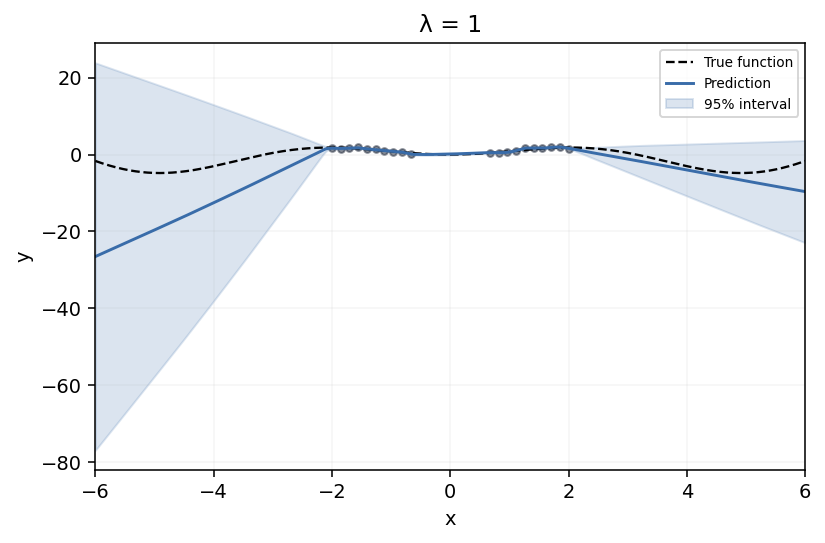 λ = 1
True function
Prediction
95% interval
y
20
0
−20
−40
−60
−80
−6
−4
−2
0
2
4
6
x